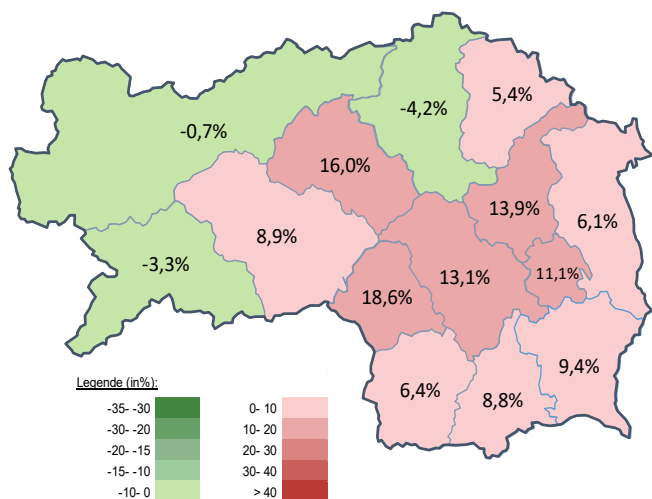 5,4%
-4,2%
-0,7%
16,0%
13,9%
6,1%
8,9%
-3,3%
11,1%
13,1%
18,6%
9,4%
6,4%
8,8%
Legende (in%):
-35- -30 0- 10
-30- -20 10- 20
-20- -15 20- 30
-15- -10 30- 40
-10- 0 > 40